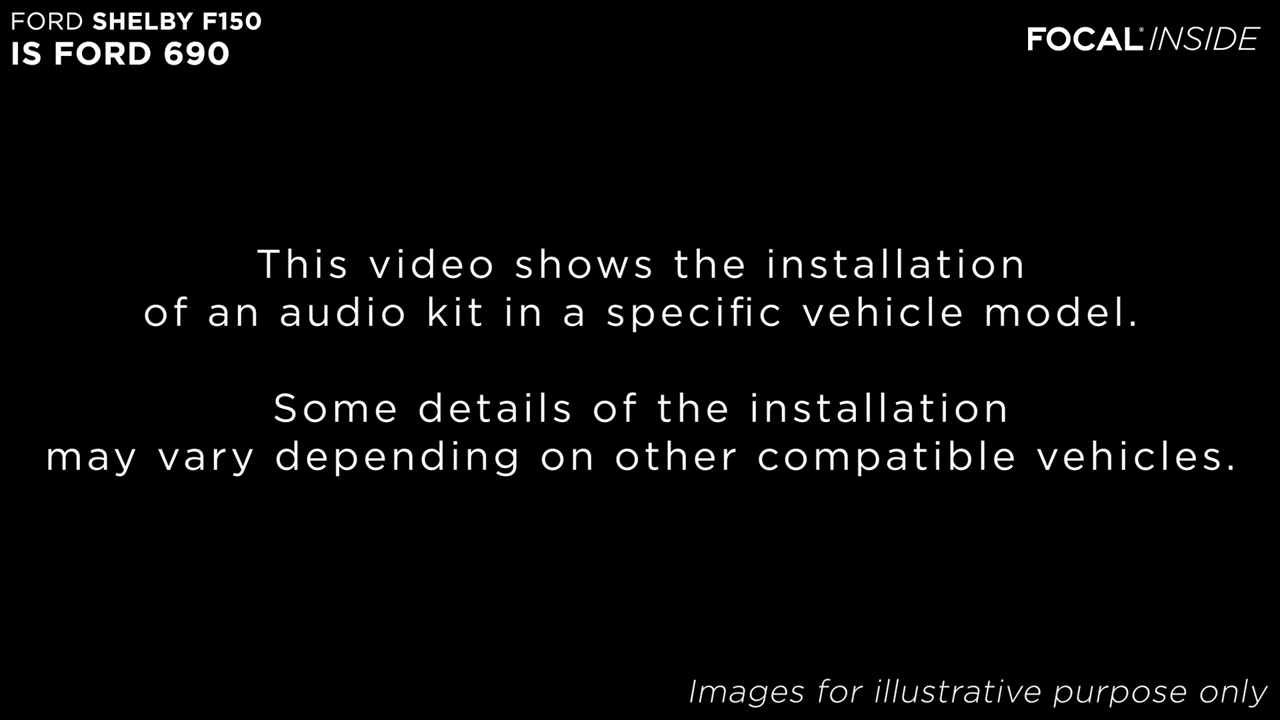 FORD SHELBY F150
IS FORD 690
FOCAL® INSIDE
This video shows the installation
of an audio kit in a specific vehicle model.
Some details of the installation
may vary depending on other compatible vehicles.
Images for illustrative purpose only